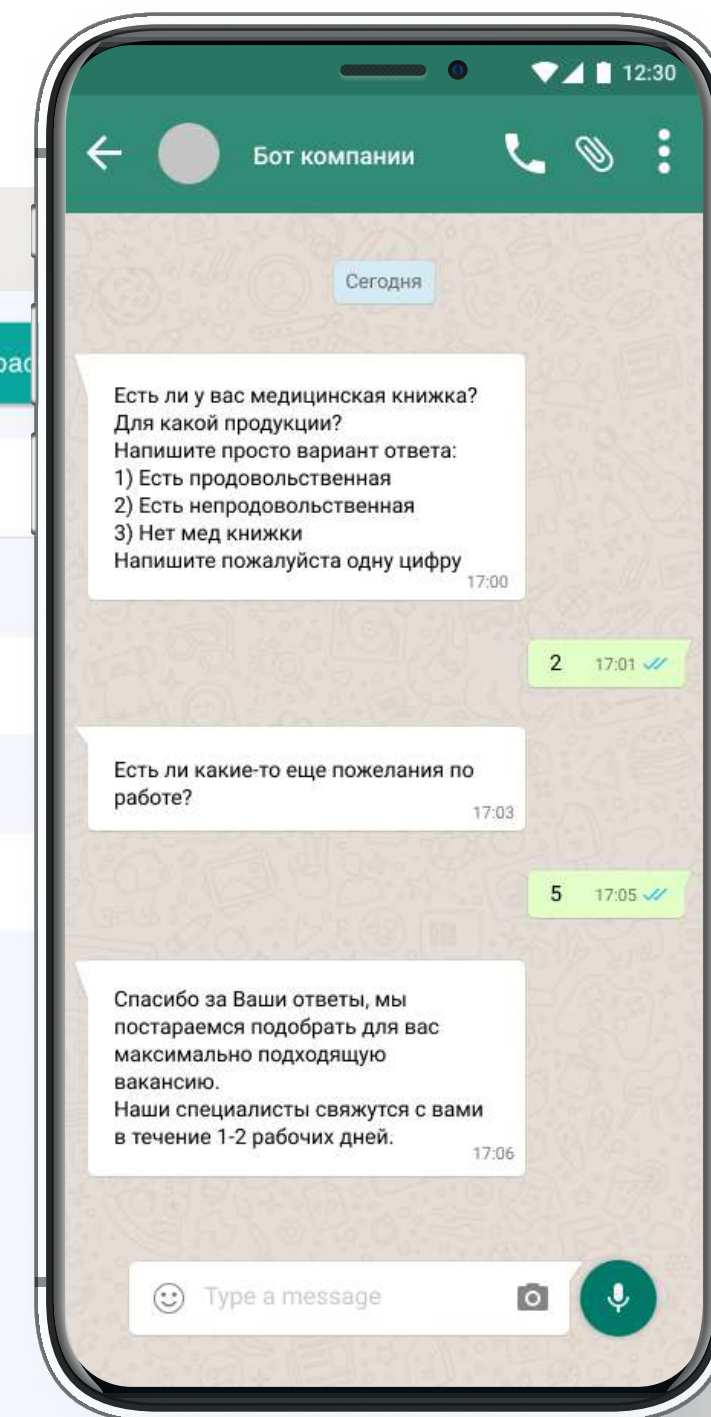 12:30
Бот компании
Сегодня
Есть ли у вас медицинская книжка?
Для какой продукции?
Напишите просто вариант ответа:
1) Есть продовольственная
2) Есть непродовольственная
3) Нет мед книжки
Напишите пожалуйста одну цифру
17:00
2 17:01
Есть ли какие-то еще пожелания по
работе?
17:03
5 17:05
Спасибо за Ваши ответы, мы
постараемся подобрать для вас
максимально подходящую
вакансию.
Наши специалисты свяжутся с вами
в течение 1-2 рабочих дней.
17:06
Type a message